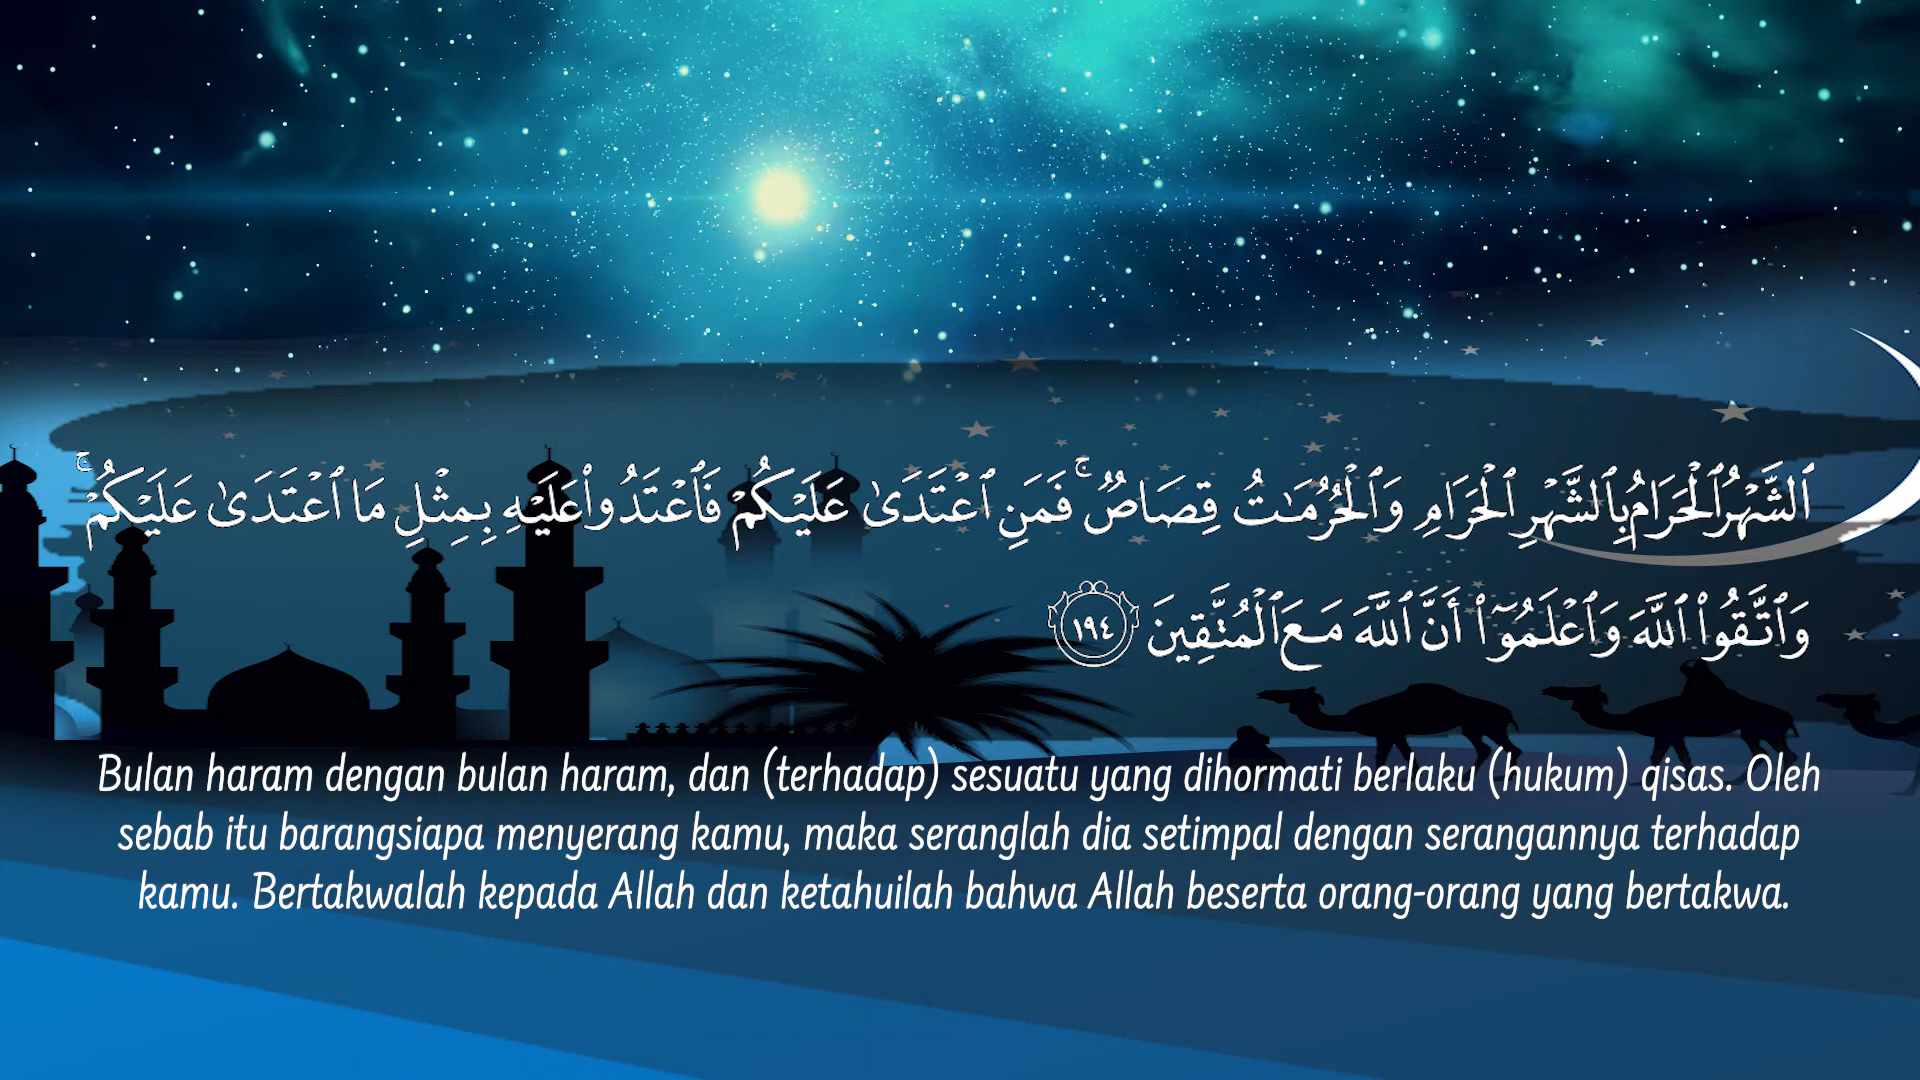 ٱلشَّهْرُ ٱلْحَرَامُ بِٱلشَّهْرِ ٱلْحَرَامِ وَٱلْحُرُمَـٰتُ قِصَاصٌ ۚ فَمَنِ ٱعْتَدَىٰ عَلَيْكُمْ فَٱعْتَدُوا۟ عَلَيْهِ بِمِثْلِ مَا ٱعْتَدَىٰ عَلَيْكُمْ ۚ
وَٱتَّقُوا۟ ٱللَّهَ وَٱعْلَمُوٓا۟ أَنَّ ٱللَّهَ مَعَ ٱلْمُتَّقِينَ ١٩٤
Bulan haram dengan bulan haram, dan (terhadap) sesuatu yang dihormati berlaku (hukum) qisas. Oleh
sebab itu barangsiapa menyerang kamu, maka seranglah dia setimpal dengan serangannya terhadap
kamu. Bertakwalah kepada Allah dan ketahuilah bahwa Allah beserta orang-orang yang bertakwa.